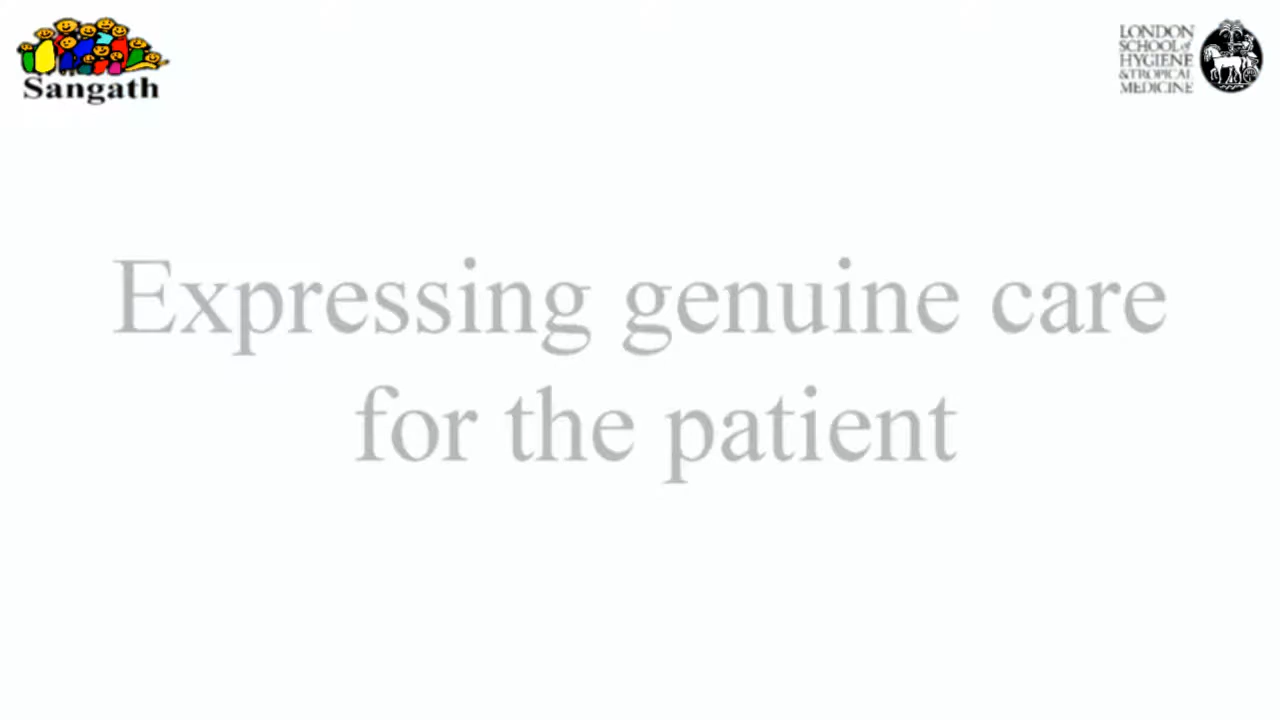 Sangath
LONDON
SCHOOL of
HYGIENE
& TROPICAL
MEDICINE
Expressing genuine care
for the patient